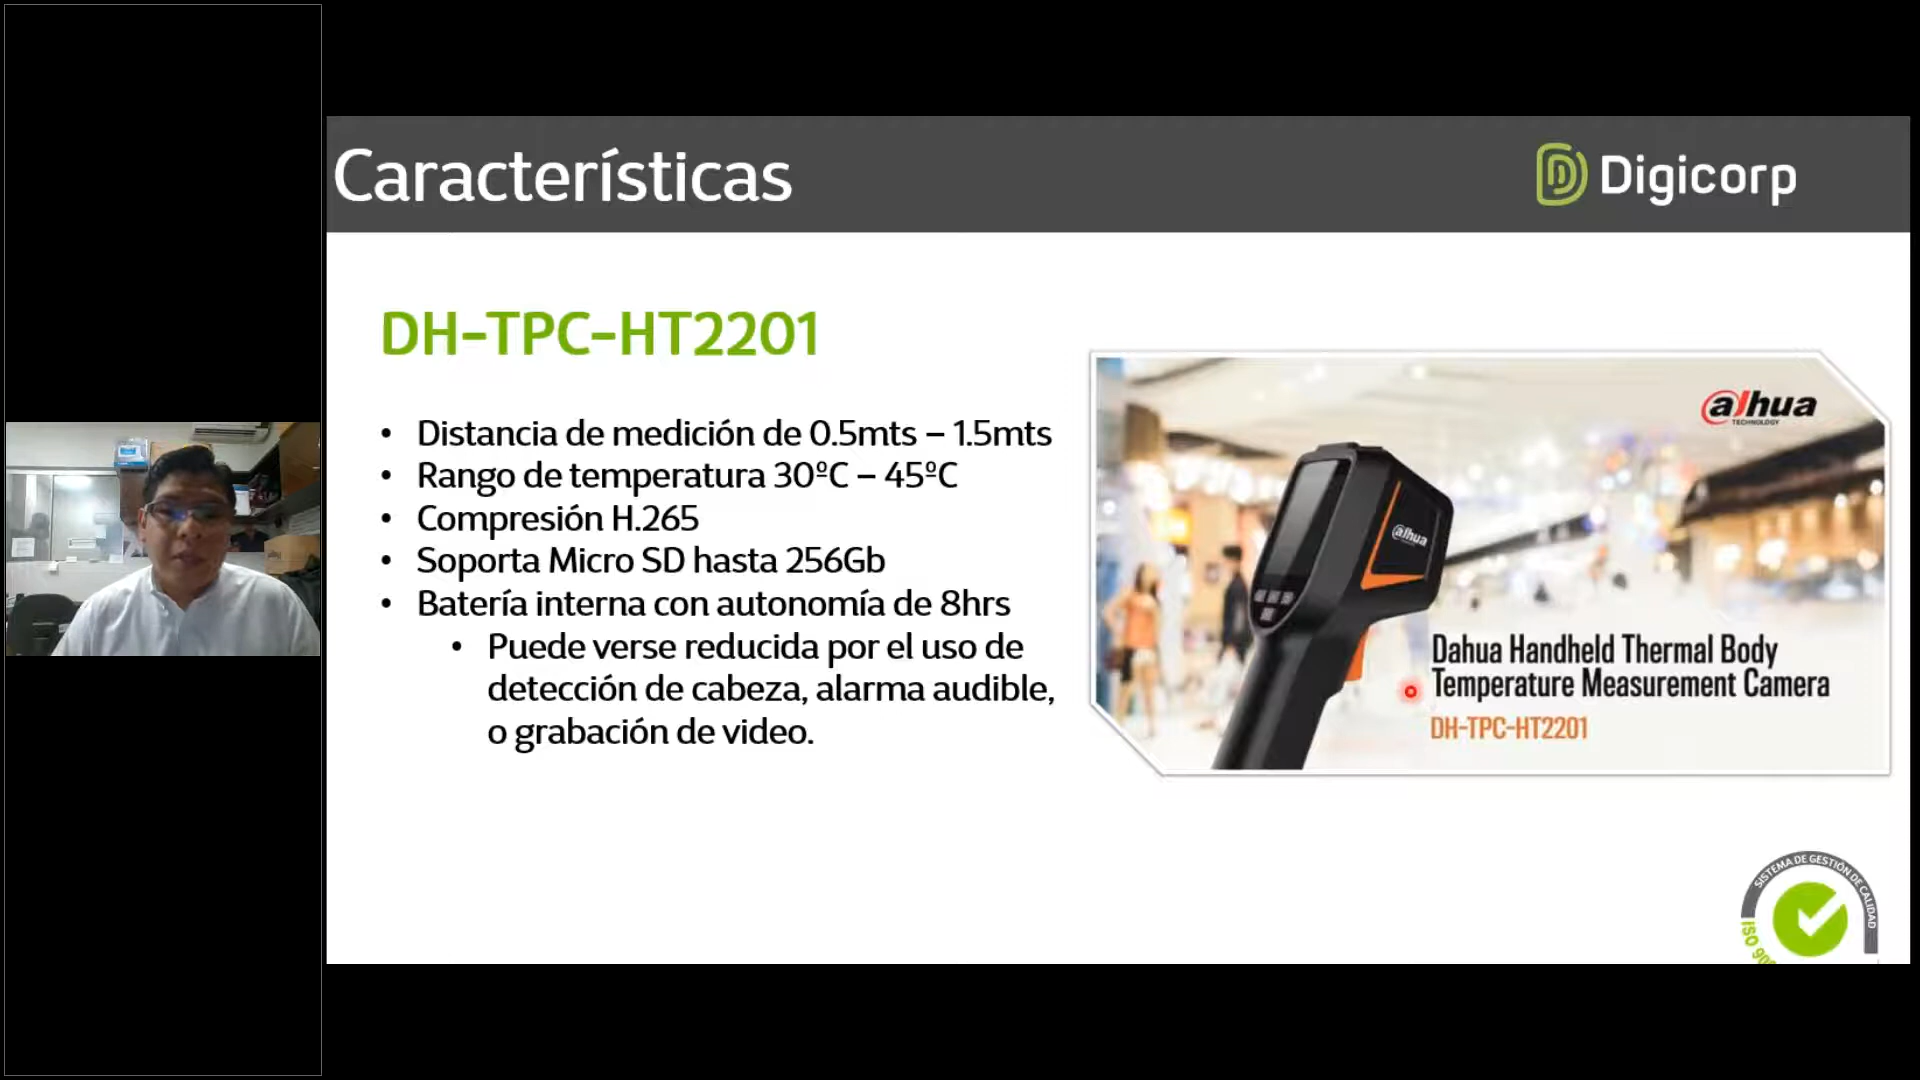 Características
Digicorp
DH-TPC-HT2201
• Distancia de medición de 0.5mts – 1.5mts
• Rango de temperatura 30ºC – 45ºC
• Compresión H.265
• Soporta Micro SD hasta 256Gb
• Batería interna con autonomía de 8hrs
• Puede verse reducida por el uso de
detección de cabeza, alarma audible,
o grabación de video.
alhua
TECHNOLOGY
alhua
Dahua Handheld Thermal Body
Temperature Measurement Camera
DH-TPC-HT2201
SISTEMA DE GESTIÓN DE CALIDAD
ISO